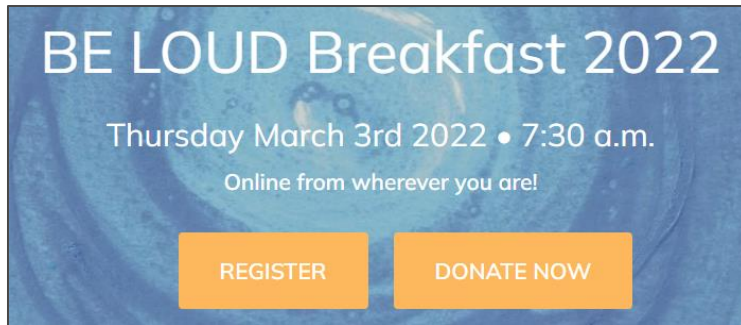 BE LOUD Breakfast 2022
Thursday March 3rd 2022 • 7:30 a.m.
Online from wherever you are!
REGISTER
DONATE NOW